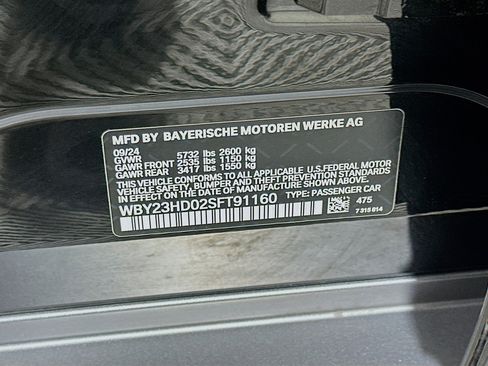 MFD BY BAYERISCHE MOTOREN WERKE AG
09/24
GVWR 5732 lbs 2600 kg
GAWR FRONT 2535 lbs 1150 kg
GAWR REAR 3417 lbs 1550 kg
THIS VEHICLE CONFORMS TO ALL APPLICABLE U.S. FEDERAL MOTOR
VEHICLE SAFETY, BUMPER, AND THEFT PREVENTION STANDARDS IN
EFFECT ON THE DATE OF MANUFACTURE SHOWN ABOVE.
WBY23HD02SFT91160 TYPE: PASSENGER CAR
475
7 915 814